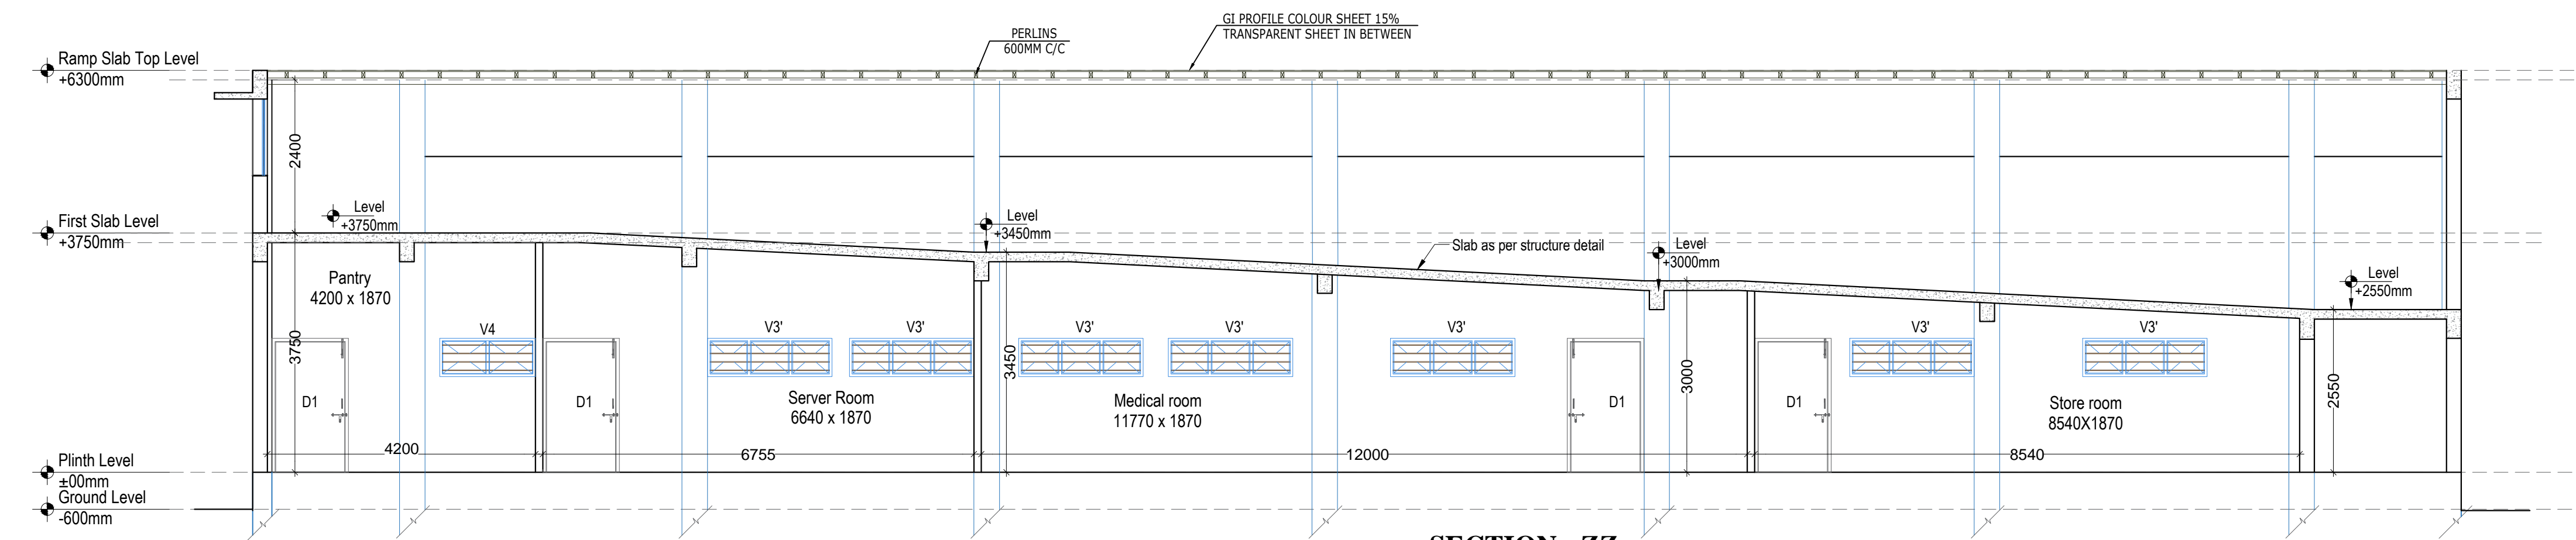 GI PROFILE COLOUR SHEET 15%
TRANSPARENT SHEET IN BETWEEN
PERLINS
600MM C/C
Ramp Slab Top Level
+6300mm
2400
First Slab Level
+3750mm
Level
+3750mm
Level
+3450mm
Slab as per structure detail
Level
+3000mm
Level
+2550mm
Pantry
4200 x 1870
V4
V3'
V3'
V3'
V3'
V3'
V3'
V3'
3750
3450
3000
2550
D1
D1
Server Room
6640 x 1870
Medical room
11770 x 1870
D1
D1
Store room
8540X1870
4200
6755
12000
8540
Plinth Level
±00mm
Ground Level
-600mm
SECTION - ZZ